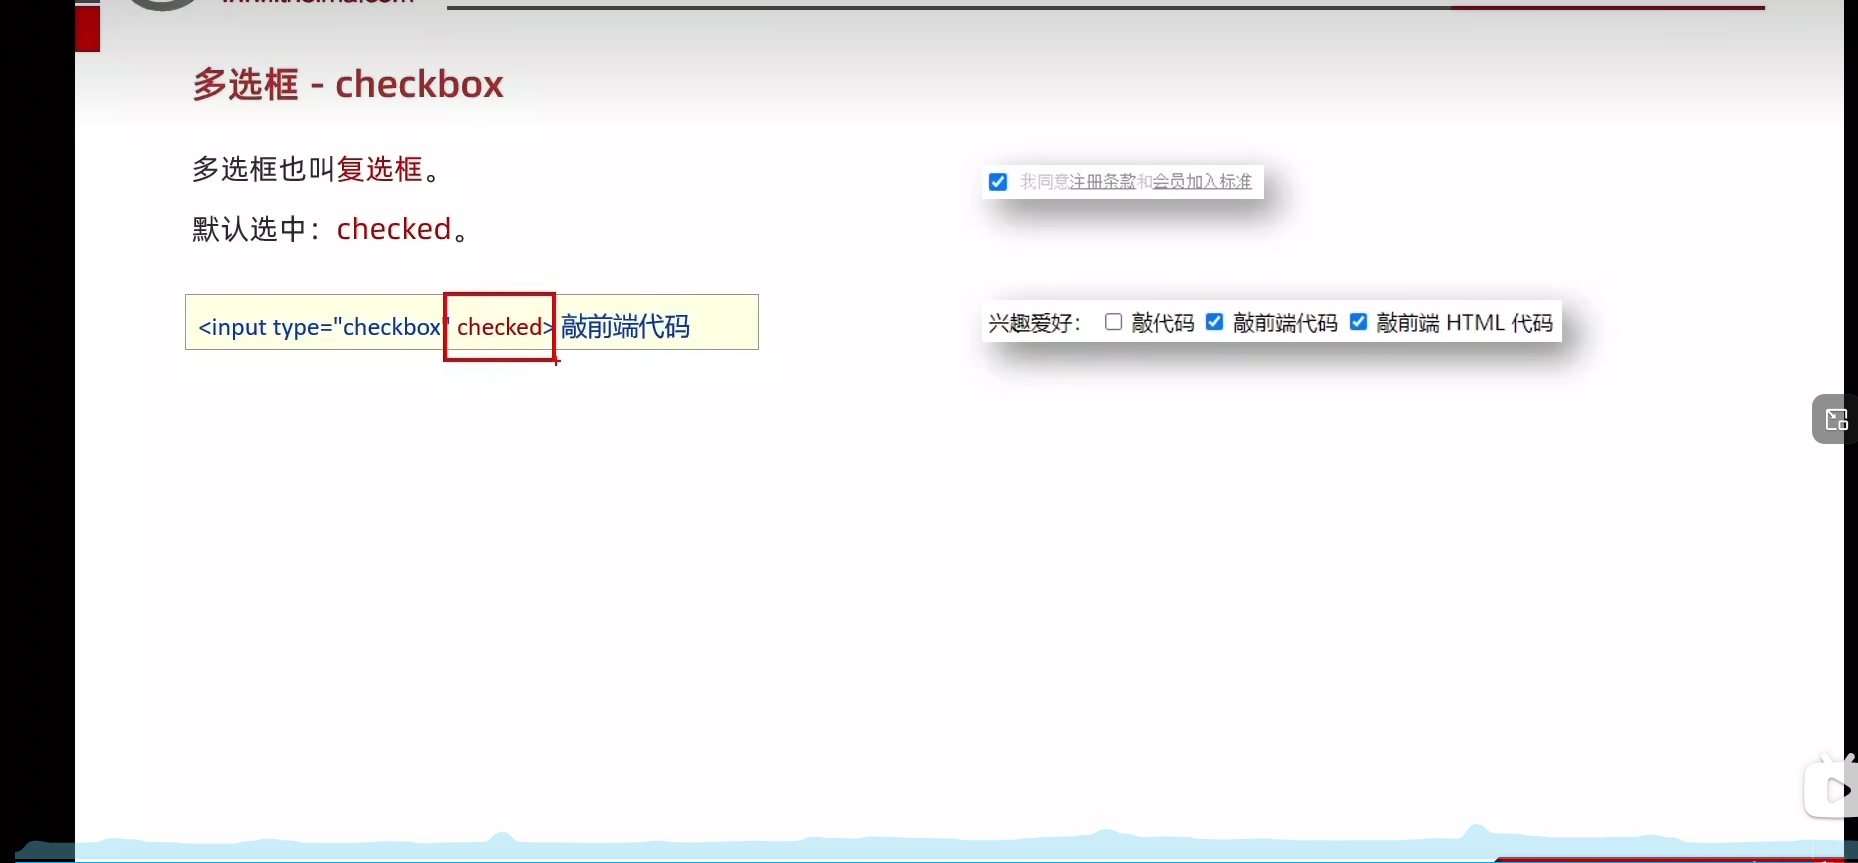 多选框 - checkbox
多选框也叫复选框。
默认选中：checked。
<input type="checkbox" checked> 敲前端代码
我同意注册条款和会员加入标准
兴趣爱好： 敲代码 敲前端代码 敲前端 HTML 代码